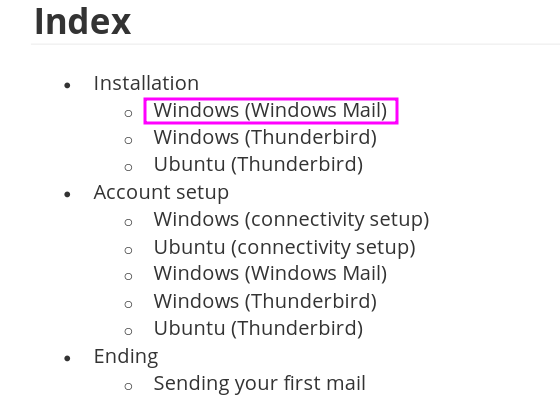 Index
Installation
Windows (Windows Mail)
Windows (Thunderbird)
Ubuntu (Thunderbird)
Account setup
Windows (connectivity setup)
Ubuntu (connectivity setup)
Windows (Windows Mail)
Windows (Thunderbird)
Ubuntu (Thunderbird)
Ending
Sending your first mail